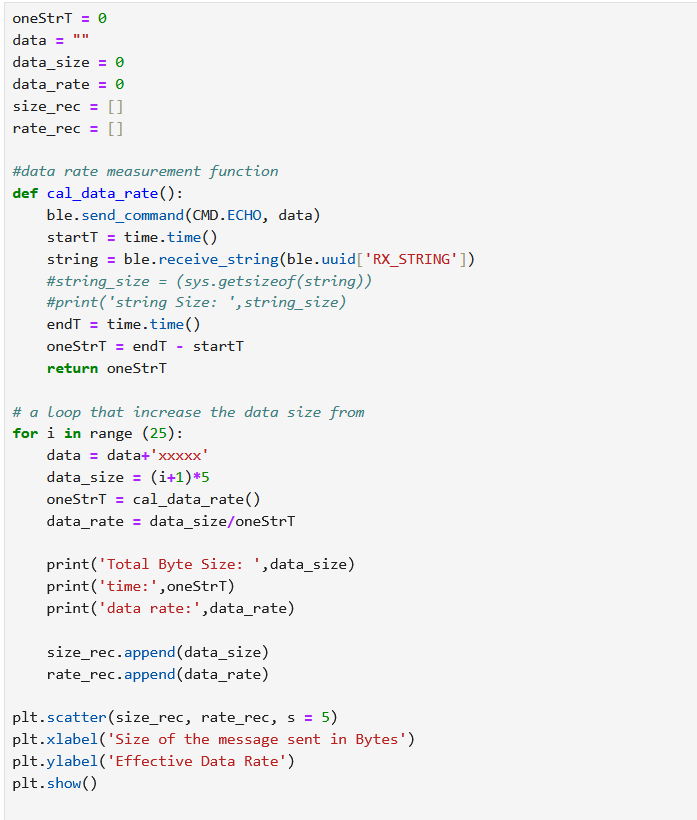 oneStrT = 0
data = ""
data_size = 0
data_rate = 0
size_rec = []
rate_rec = []

#data rate measurement function
def cal_data_rate():
    ble.send_command(CMD.ECHO, data)
    startT = time.time()
    string = ble.receive_string(ble.uuid['RX_STRING'])
    #string_size = (sys.getsizeof(string))
    #print('string Size: ',string_size)
    endT = time.time()
    oneStrT = endT - startT
    return oneStrT

# a loop that increase the data size from
for i in range (25):
    data = data+'xxxxx'
    data_size = (i+1)*5
    oneStrT = cal_data_rate()
    data_rate = data_size/oneStrT

    print('Total Byte Size: ',data_size)
    print('time:',oneStrT)
    print('data rate:',data_rate)

    size_rec.append(data_size)
    rate_rec.append(data_rate)

plt.scatter(size_rec, rate_rec, s = 5)
plt.xlabel('Size of the message sent in Bytes')
plt.ylabel('Effective Data Rate')
plt.show()